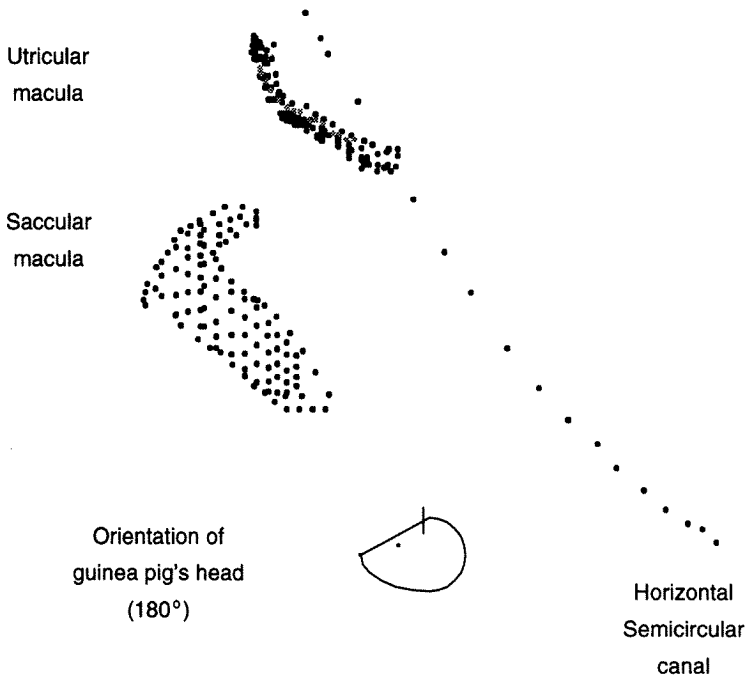 Utricular
macula
Saccular
macula
Orientation of
guinea pig's head
(180°)
Horizontal
Semicircular
canal